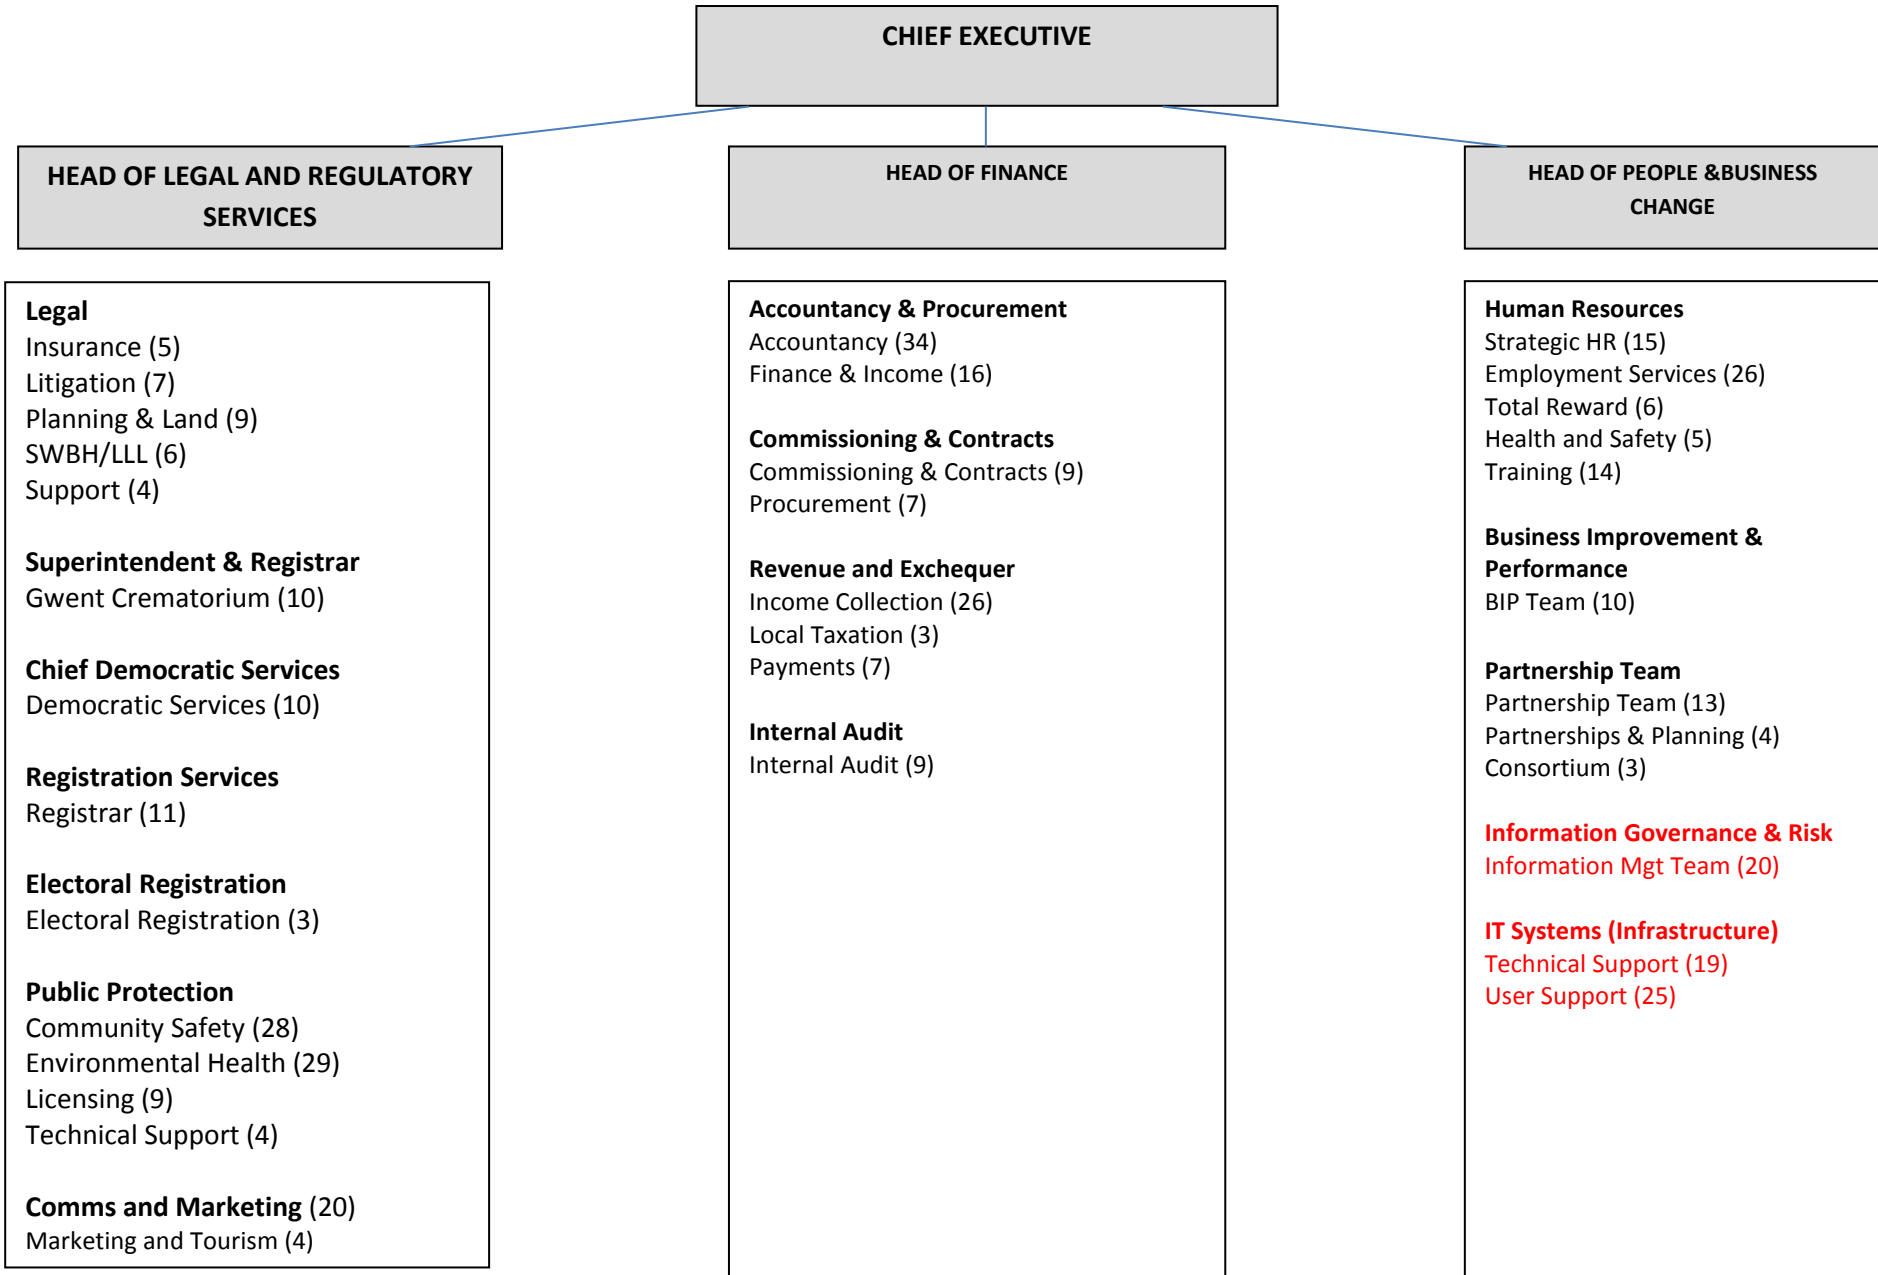 CHIEF EXECUTIVE
HEAD OF LEGAL AND REGULATORY
SERVICES
HEAD OF FINANCE
HEAD OF PEOPLE &BUSINESS
CHANGE
Legal
Insurance (5)
Litigation (7)
Planning & Land (9)
SWBH/LLL (6)
Support (4)
Superintendent & Registrar
Gwent Crematorium (10)
Chief Democratic Services
Democratic Services (10)
Registration Services
Registrar (11)
Electoral Registration
Electoral Registration (3)
Public Protection
Community Safety (28)
Environmental Health (29)
Licensing (9)
Technical Support (4)
Comms and Marketing (20)
Marketing and Tourism (4)
Accountancy & Procurement
Accountancy (34)
Finance & Income (16)
Commissioning & Contracts
Commissioning & Contracts (9)
Procurement (7)
Revenue and Exchequer
Income Collection (26)
Local Taxation (3)
Payments (7)
Internal Audit
Internal Audit (9)
Human Resources
Strategic HR (15)
Employment Services (26)
Total Reward (6)
Health and Safety (5)
Training (14)
Business Improvement &
Performance
BIP Team (10)
Partnership Team
Partnership Team (13)
Partnerships & Planning (4)
Consortium (3)
Information Governance & Risk
Information Mgt Team (20)
IT Systems (Infrastructure)
Technical Support (19)
User Support (25)